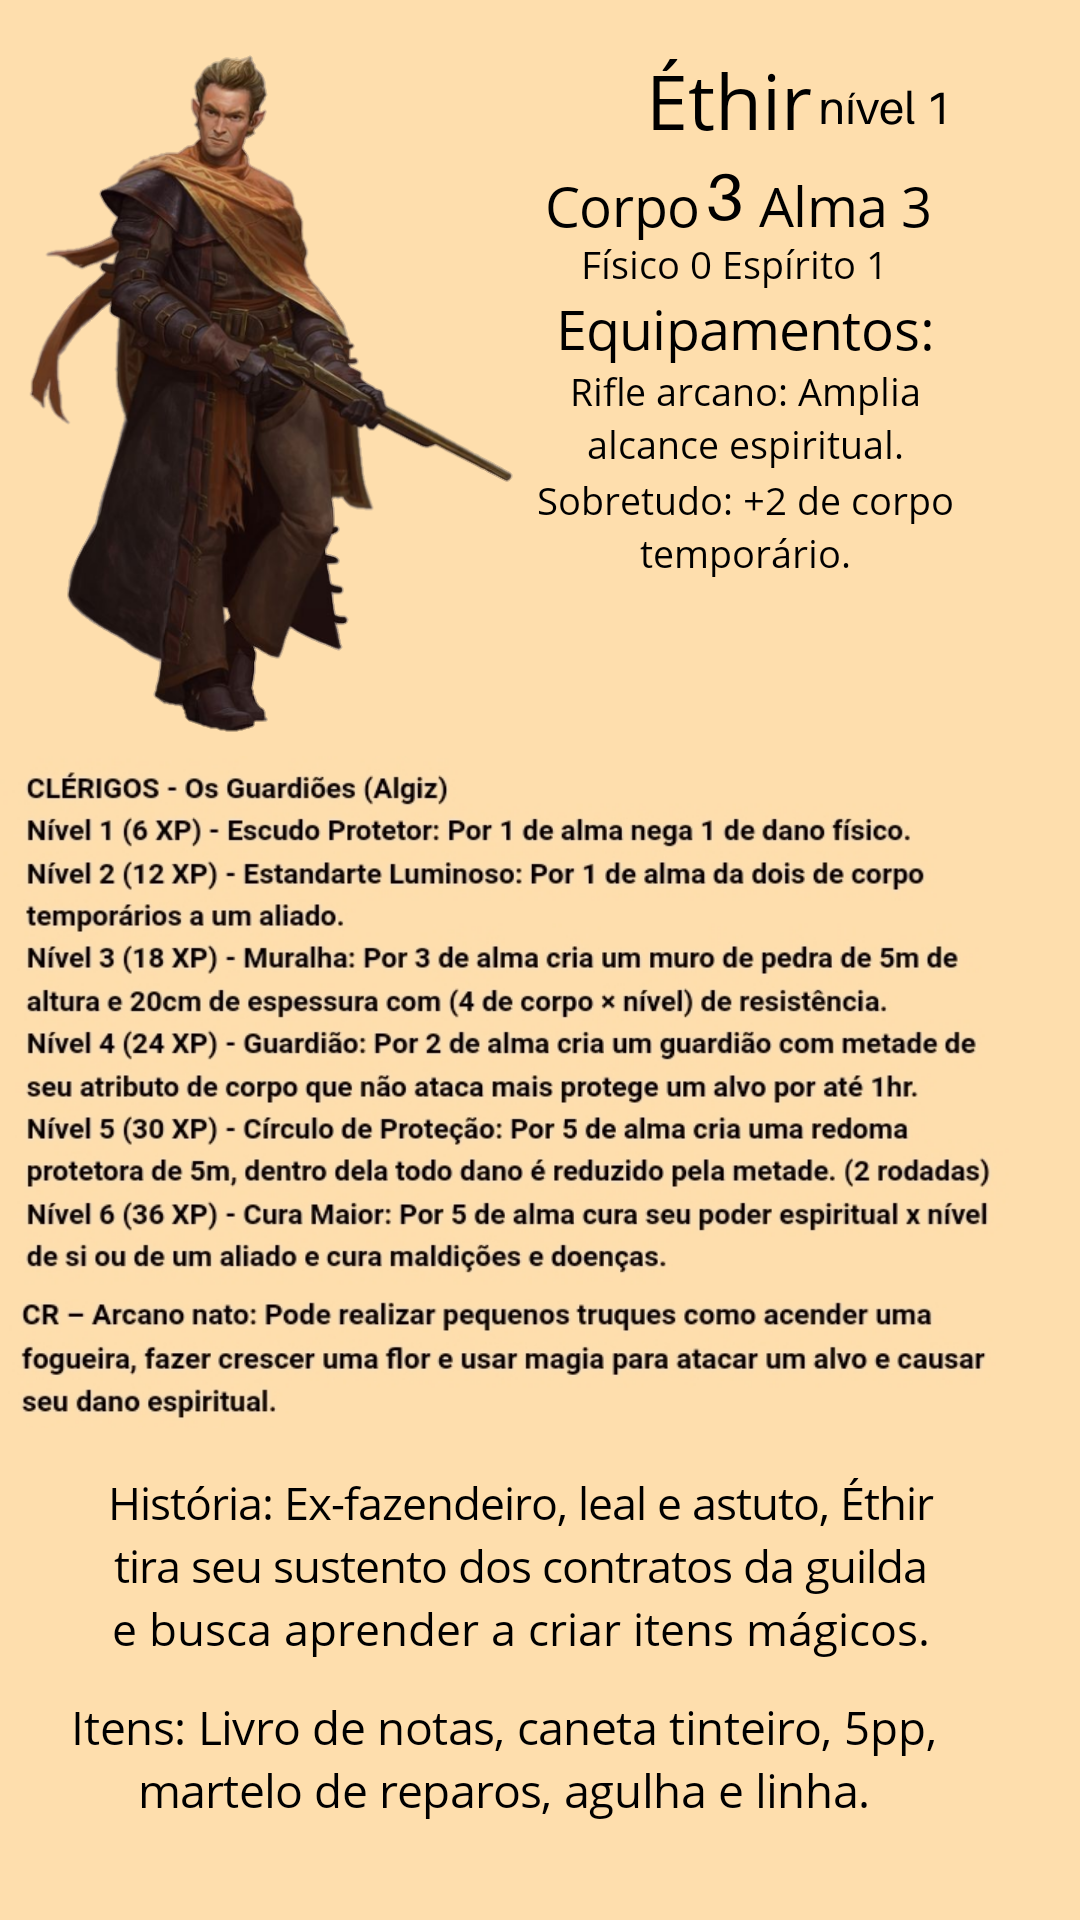 Éthir nível 1
Corpo 3 Alma 3
Físico 0 Espírito 1
Equipamentos:
Rifle arcano: Amplia
alcance espiritual.
Sobretudo: +2 de corpo
temporário.
CLÉRIGOS - Os Guardiões (Algiz)
Nível 1 (6 XP) - Escudo Protetor: Por 1 de alma nega 1 de dano físico.
Nível 2 (12 XP) - Estandarte Luminoso: Por 1 de alma da dois de corpo
temporários a um aliado.
Nível 3 (18 XP) - Muralha: Por 3 de alma cria um muro de pedra de 5m de
altura e 20cm de espessura com (4 de corpo × nível) de resistência.
Nível 4 (24 XP) - Guardião: Por 2 de alma cria um guardião com metade de
seu atributo de corpo que não ataca mais protege um alvo por até 1hr.
Nível 5 (30 XP) - Círculo de Proteção: Por 5 de alma cria uma redoma
protetora de 5m, dentro dela todo dano é reduzido pela metade. (2 rodadas)
Nível 6 (36 XP) - Cura Maior: Por 5 de alma cura seu poder espiritual x nível
de si ou de um aliado e cura maldições e doenças.
CR – Arcano nato: Pode realizar pequenos truques como acender uma
fogueira, fazer crescer uma flor e usar magia para atacar um alvo e causar
seu dano espiritual.
História: Ex-fazendeiro, leal e astuto, Éthir
tira seu sustento dos contratos da guilda
e busca aprender a criar itens mágicos.
Itens: Livro de notas, caneta tinteiro, 5pp,
martelo de reparos, agulha e linha.